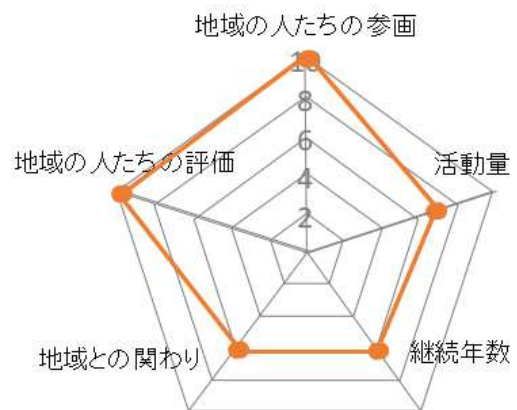 地域の人たちの参画
10
8
地域の人たちの評価
6
活動量
4
2
地域との関わり
継続年数